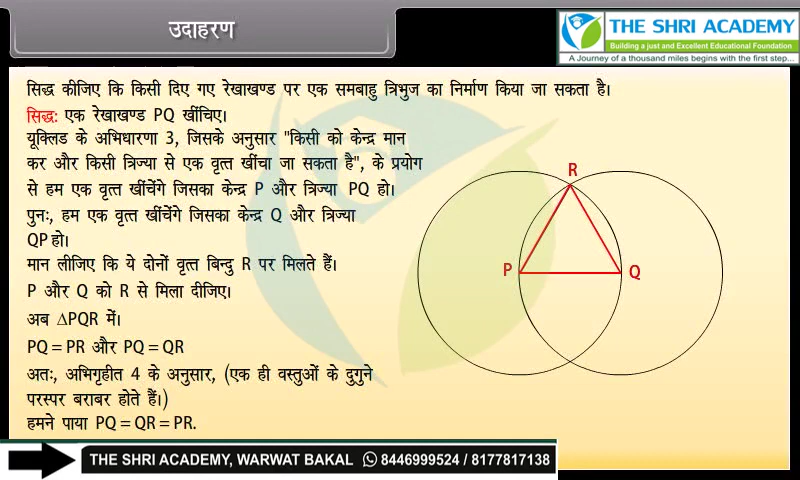 उदाहरण
THE SHRI ACADEMY
Building a just and Excellent Educational Foundation
A Journey of a thousand miles begins with the first step...
सिद्ध कीजिए कि किसी दिए गए रेखाखण्ड पर एक समबाहु त्रिभुज का निर्माण किया जा सकता है।
सिद्ध: एक रेखाखण्ड PQ खींचिए।
यूक्लिड के अभिधारणा 3, जिसके अनुसार "किसी को केन्द्र मान
कर और किसी त्रिज्या से एक वृत्त खींचा जा सकता है", के प्रयोग
से हम एक वृत्त खींचेंगे जिसका केन्द्र P और त्रिज्या PQ हो।
पुनः, हम एक वृत्त खींचेंगे जिसका केन्द्र Q और त्रिज्या
QP हो।
मान लीजिए कि ये दोनों वृत्त बिन्दु R पर मिलते हैं।
P और Q को R से मिला दीजिए।
अब ∆PQR में।
PQ = PR और PQ = QR
अतः, अभिगृहीत 4 के अनुसार, (एक ही वस्तुओं के दुगुने
परस्पर बराबर होते हैं।)
हमने पाया PQ = QR = PR.
R
P
Q
THE SHRI ACADEMY, WARWAT BAKAL 8446999524 / 8177817138